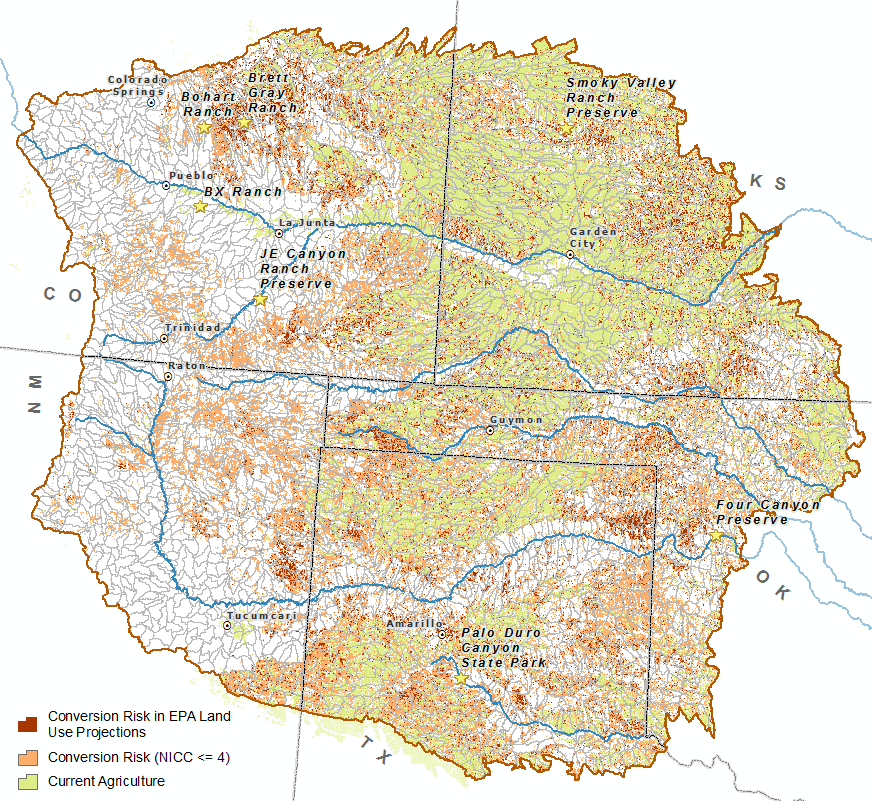 Colorado
Springs
Bohart
Ranch
Brett
Gray
Ranch
Smoky Valley
Ranch
Preserve
K S
Pueblo
BX Ranch
La Junta
Garden
City
JE Canyon
Ranch
Preserve
C O
Trinidad
Raton
N M
Guymon
Four Canyon
Preserve
O K
Tucumcari
Amarillo
Palo Duro
Canyon
State Park
T X
Conversion Risk in EPA Land
Use Projections
Conversion Risk (NICC <= 4)
Current Agriculture